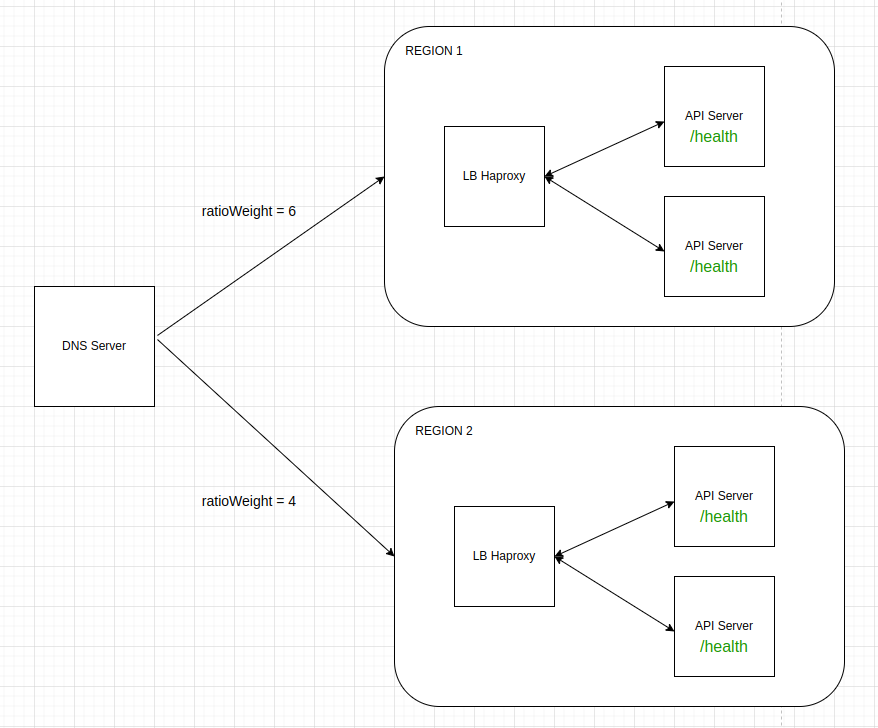 REGION 1
API Server
/health
LB Haproxy
ratioWeight = 6
API Server
/health
DNS Server
REGION 2
API Server
/health
ratioWeight = 4
LB Haproxy
API Server
/health